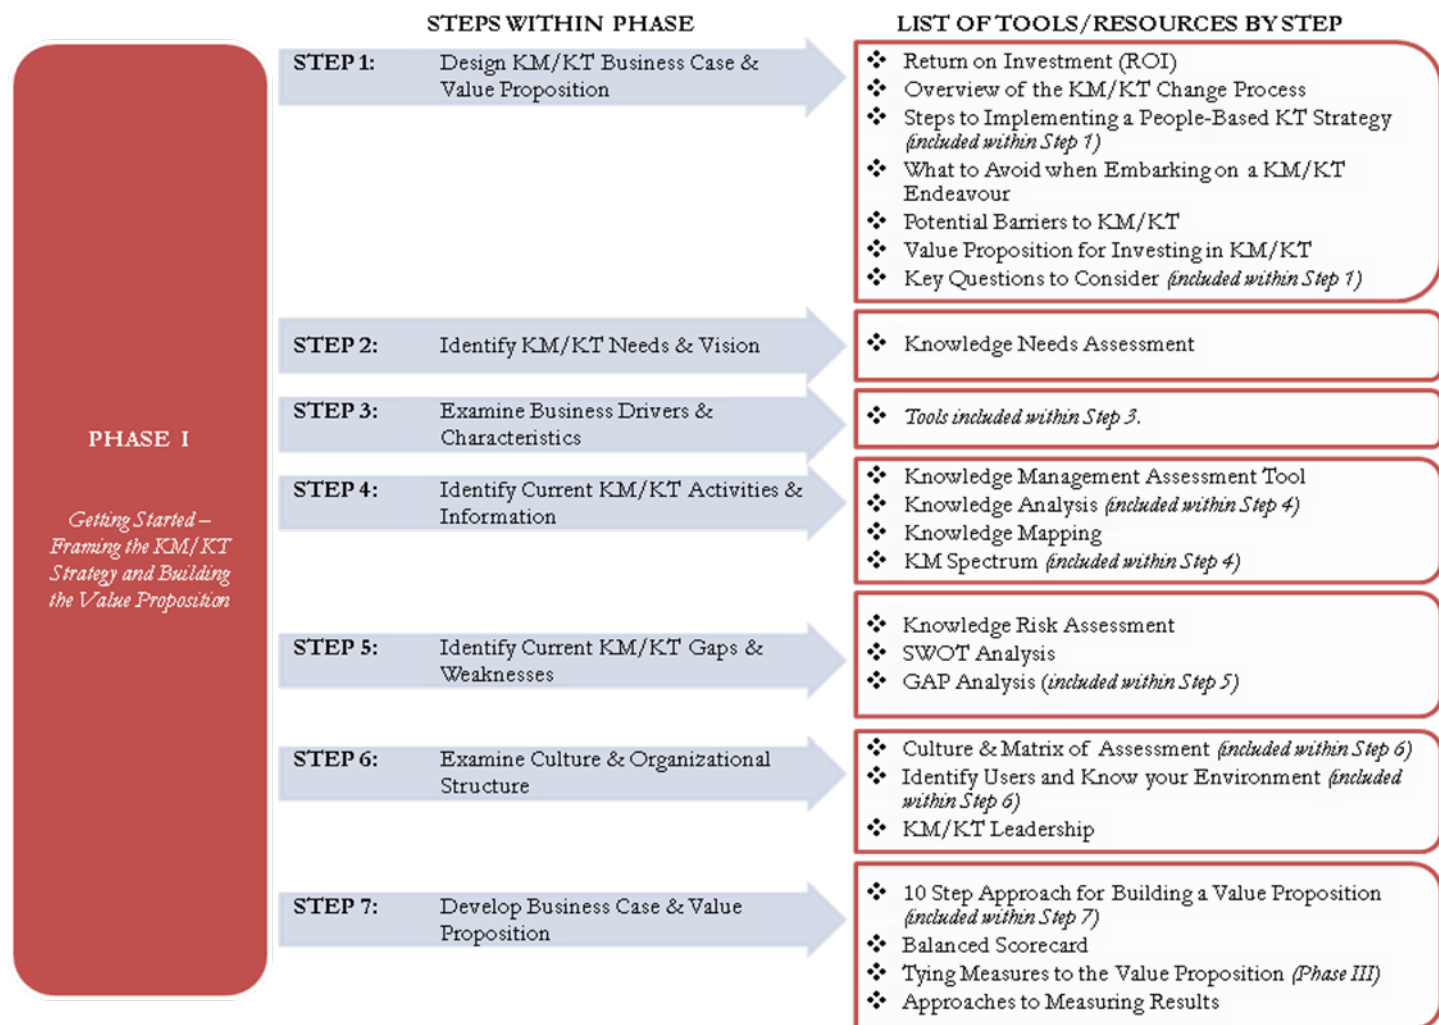 STEPS WITHIN PHASE
LIST OF TOOLS/RESOURCES BY STEP
PHASE I
Getting Started –
Framing the KM/KT
Strategy and Building
the Value Proposition
STEP 1:
Design KM/KT Business Case &
Value Proposition
Return on Investment (ROI)
Overview of the KM/KT Change Process
Steps to Implementing a People-Based KT Strategy
(included within Step 1)
What to Avoid when Embarking on a KM/KT
Endeavour
Potential Barriers to KM/KT
Value Proposition for Investing in KM/KT
Key Questions to Consider (included within Step 1)
STEP 2:
Identify KM/KT Needs & Vision
Knowledge Needs Assessment
STEP 3:
Examine Business Drivers &
Characteristics
Tools included within Step 3.
STEP 4:
Identify Current KM/KT Activities &
Information
Knowledge Management Assessment Tool
Knowledge Analysis (included within Step 4)
Knowledge Mapping
KM Spectrum (included within Step 4)
STEP 5:
Identify Current KM/KT Gaps &
Weaknesses
Knowledge Risk Assessment
SWOT Analysis
GAP Analysis (included within Step 5)
STEP 6:
Examine Culture & Organizational
Structure
Culture & Matrix of Assessment (included within Step 6)
Identify Users and Know your Environment (included
within Step 6)
KM/KT Leadership
STEP 7:
Develop Business Case & Value
Proposition
10 Step Approach for Building a Value Proposition
(included within Step 7)
Balanced Scorecard
Tying Measures to the Value Proposition (Phase III)
Approaches to Measuring Results